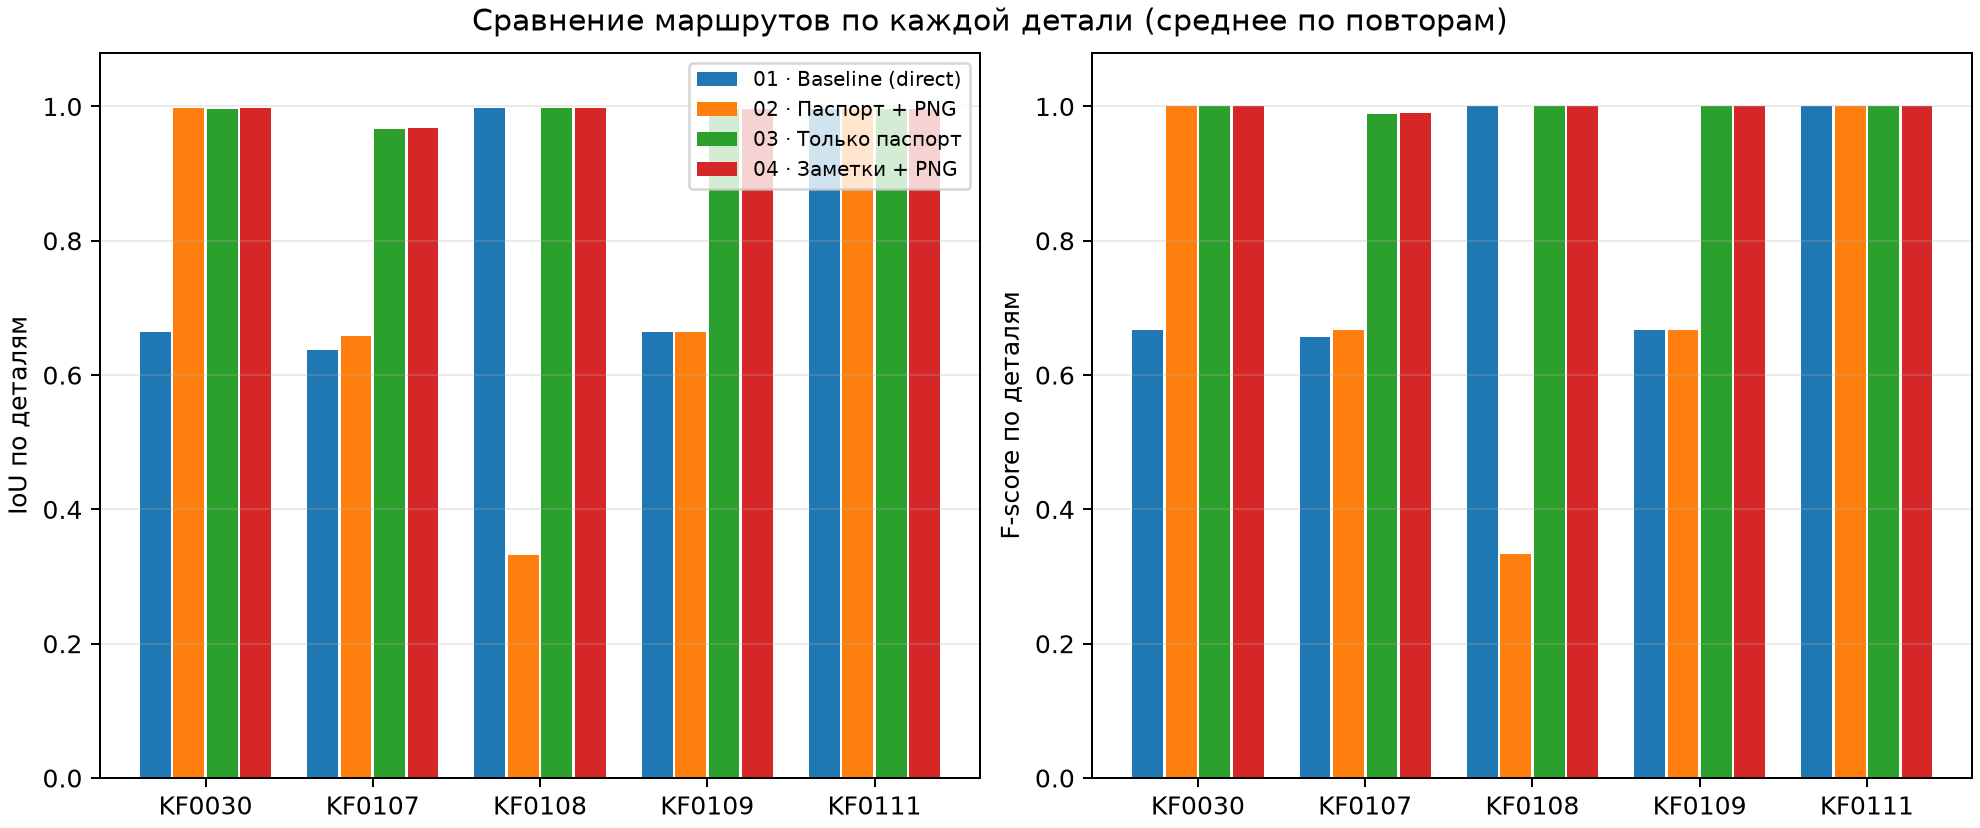 Сравнение маршрутов по каждой детали (среднее по повторам)
IoU по деталям
1.0
0.8
0.6
0.4
0.2
0.0
01 · Baseline (direct)
02 · Паспорт + PNG
03 · Только паспорт
04 · Заметки + PNG
KF0030 KF0107 KF0108 KF0109 KF0111
F-score по деталям
1.0
0.8
0.6
0.4
0.2
0.0
KF0030 KF0107 KF0108 KF0109 KF0111